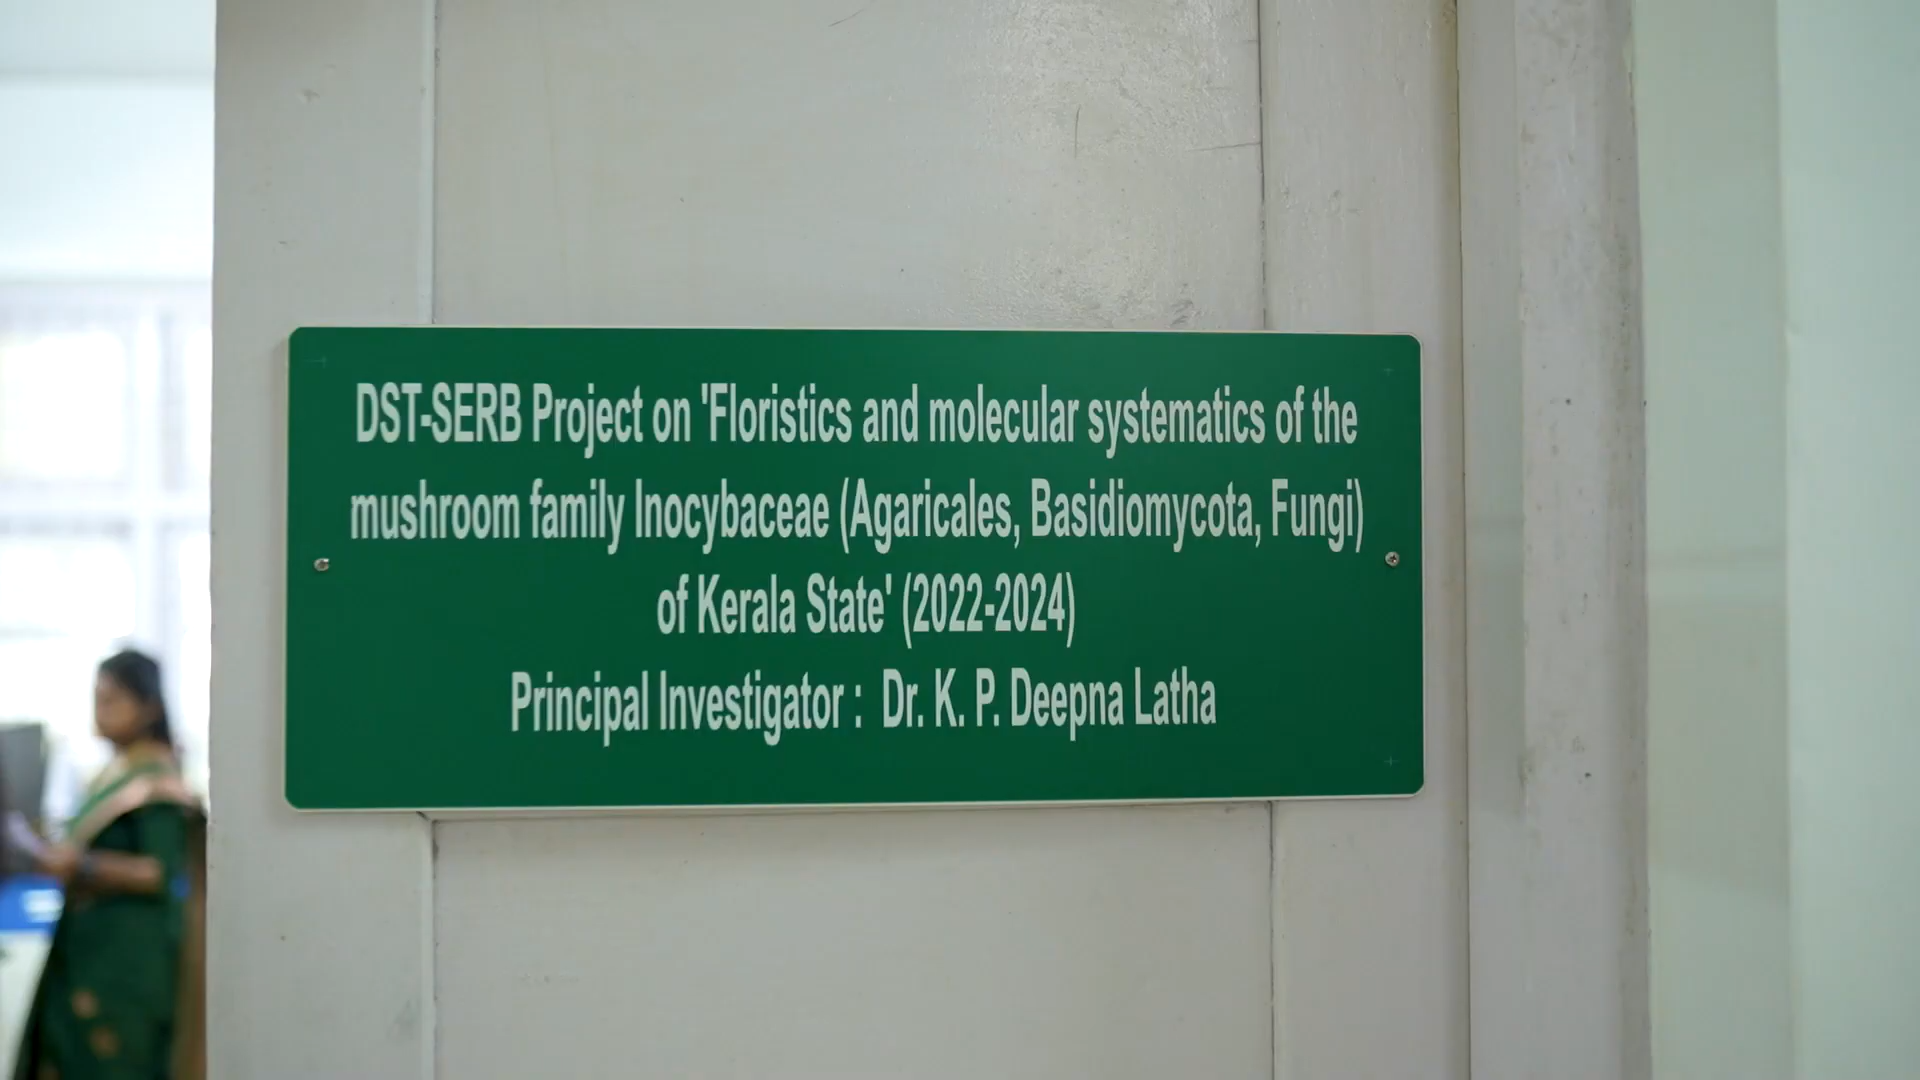 DST-SERB Project on 'Floristics and molecular systematics of the
mushroom family Inocybaceae (Agaricales, Basidiomycota, Fungi)
of Kerala State' (2022-2024)
Principal Investigator : Dr. K. P. Deepna Latha